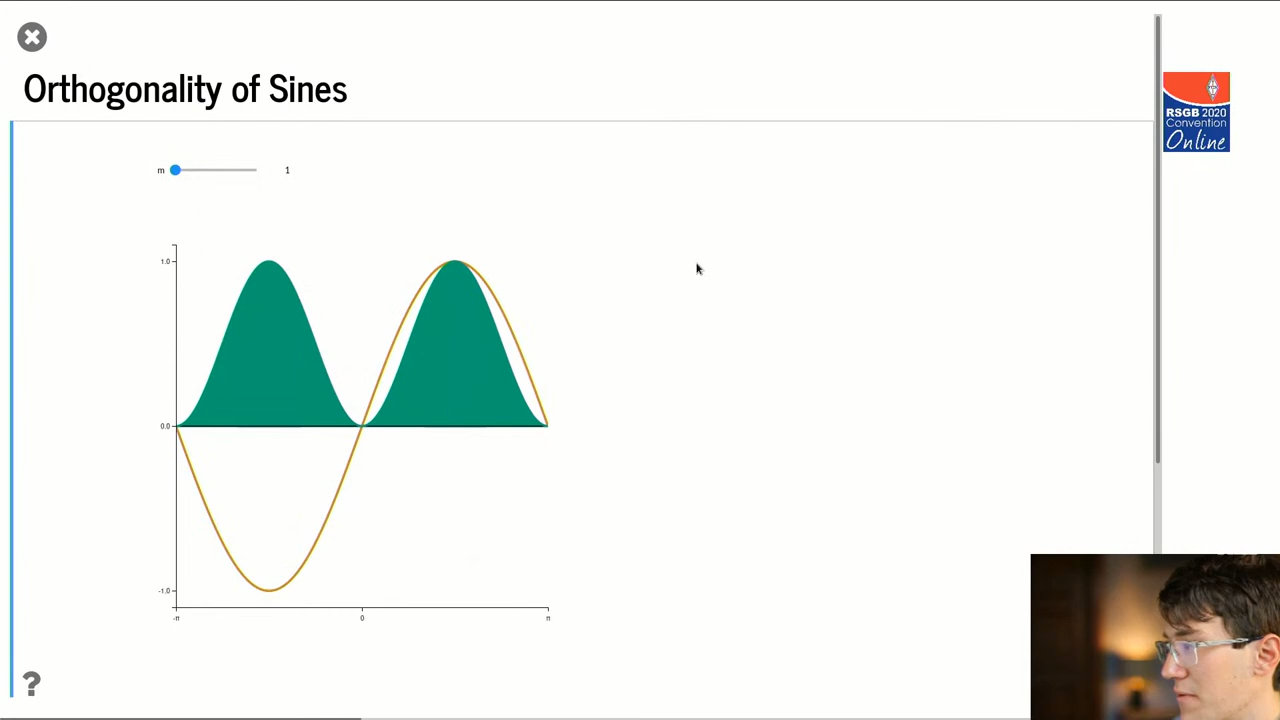 Orthogonality of Sines
RSGB 2020
Convention
Online
m
1
1.0
0.0
-1.0
-π
0
π
?